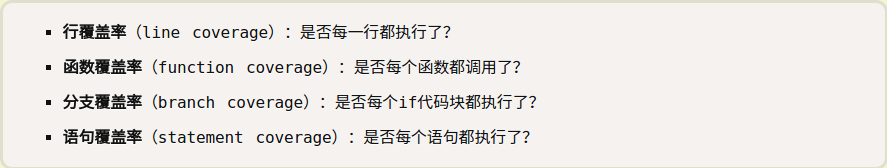 行覆盖率（line coverage）：是否每一行都执行了？
函数覆盖率（function coverage）：是否每个函数都调用了？
分支覆盖率（branch coverage）：是否每个if代码块都执行了？
语句覆盖率（statement coverage）：是否每个语句都执行了？